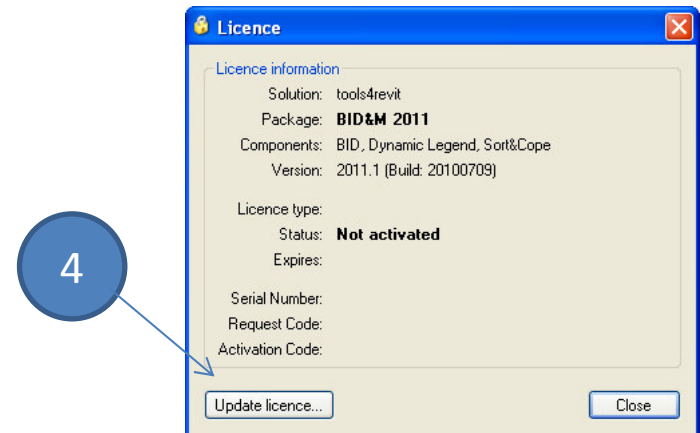 Licence
Licence information
Solution: tools4revit
Package: BID&M 2011
Components: BID, Dynamic Legend, Sort&Cope
Version: 2011.1 (Build: 20100709)
Licence type:
Status: Not activated
Expires:
4
Serial Number:
Request Code:
Activation Code:
Update licence... Close